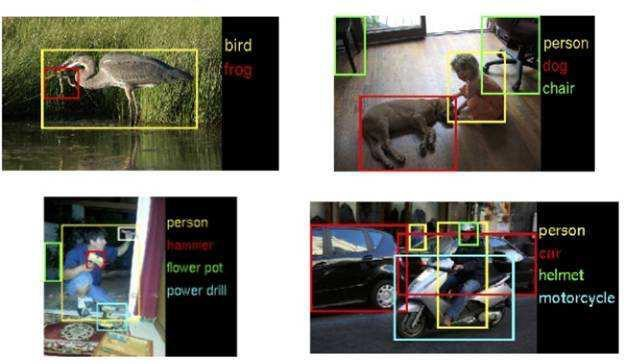 bird
frog
person
dog
chair
person
hammer
flower pot
power drill
person
car
helmet
motorcycle